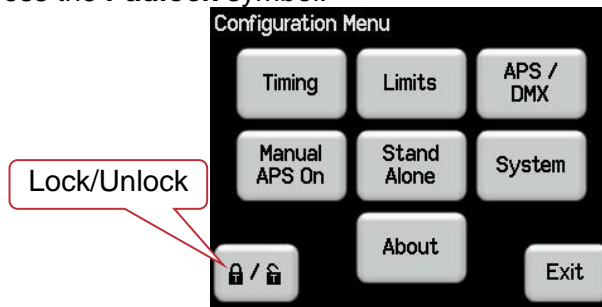 the Padlock symbol.
Configuration Menu
Timing
Limits
APS /
DMX
Manual
APS On
Stand
Alone
System
Lock/Unlock
About
/
Exit